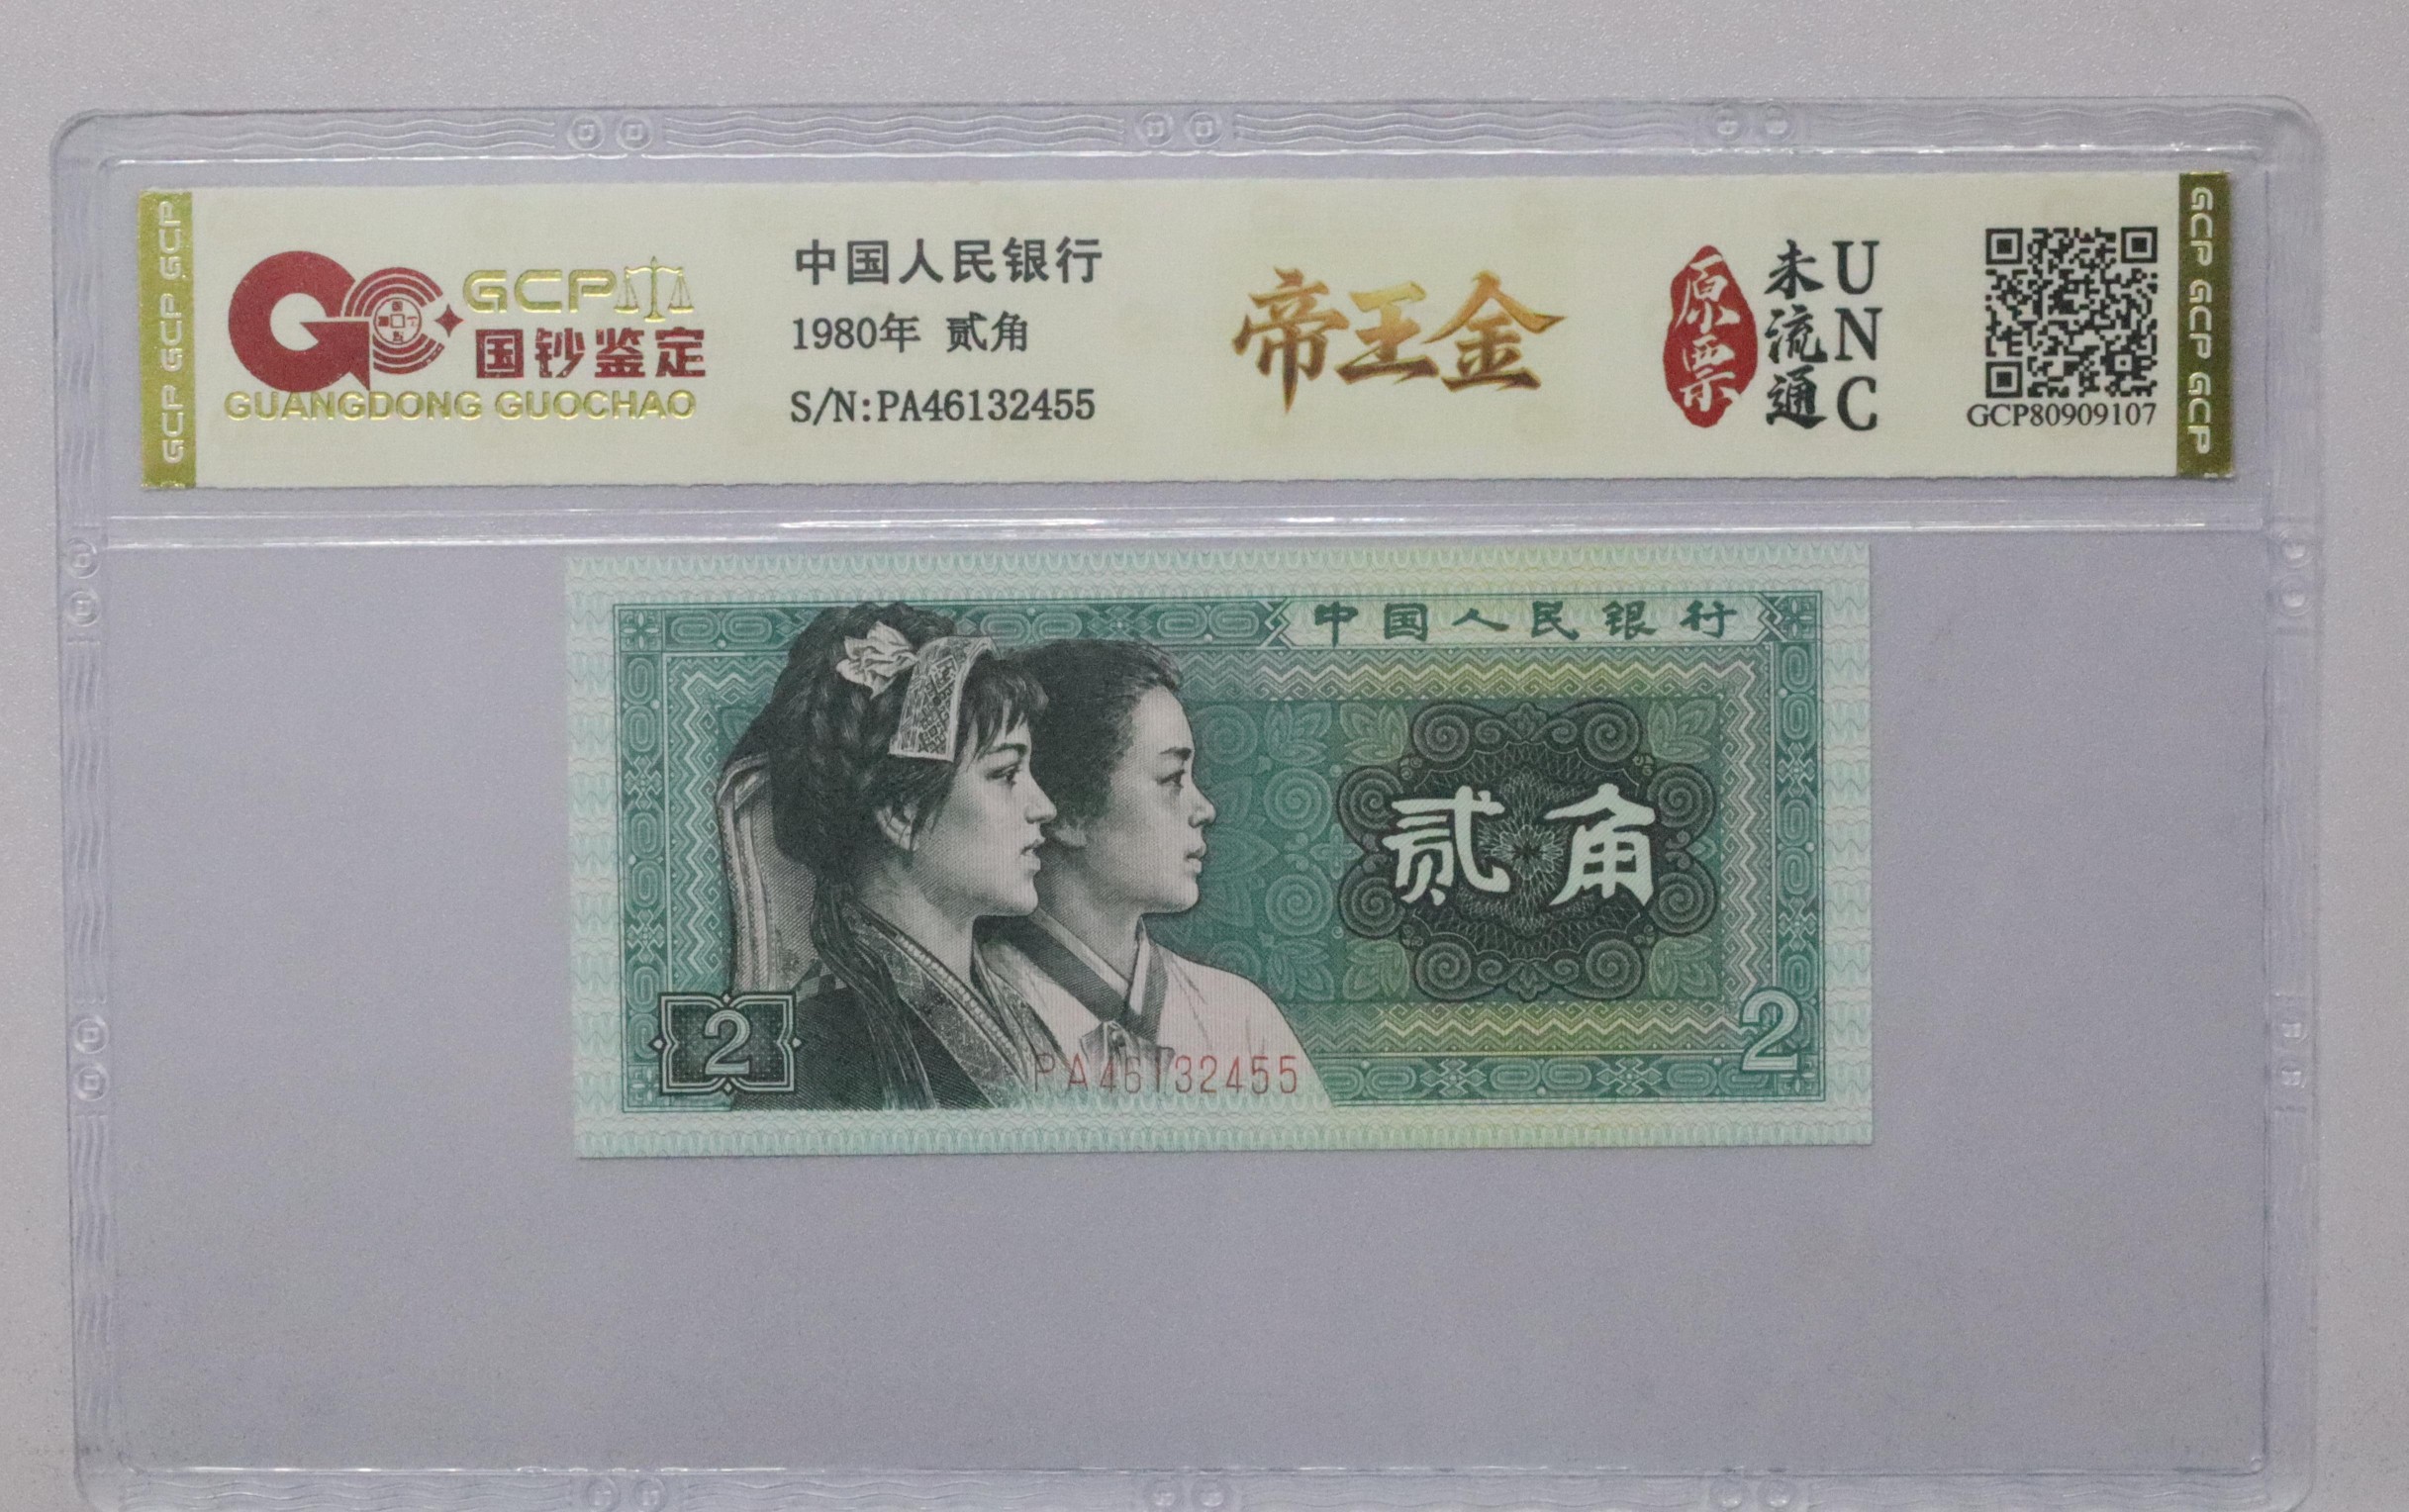 GCP GCP GCP
GCP
国钞鉴定
GUANGDONG GUOCHAO
中国人民银行
1980年 贰角
S/N:PA46132455
帝王金
原票
未流通
UNC
GCP80909107
GCP GCP GCP
中国人民银行
贰角
2
2
PA46132455